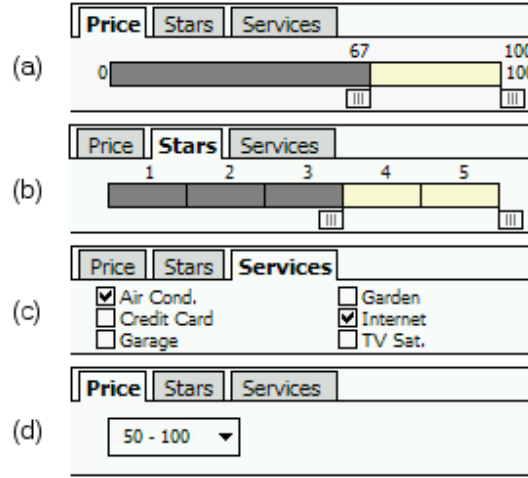 Price Stars Services
67 100
(a)
0 100
Price Stars Services
1 2 3 4 5
(b)
Price Stars Services
Air Cond. Garden
(c) Credit Card Internet
Garage TV Sat.
Price Stars Services
(d) 50 - 100